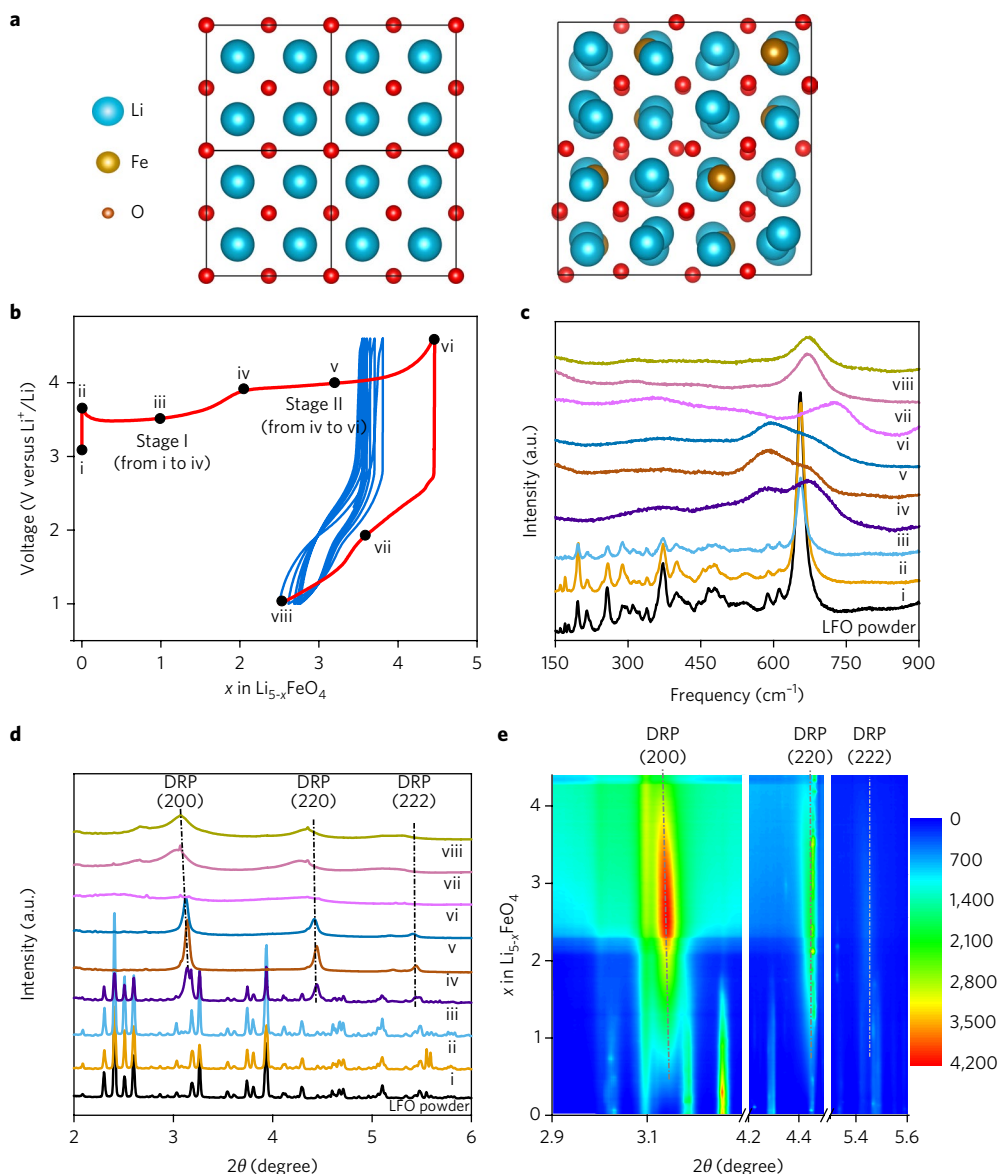 a
Li
Fe
O
b
Voltage (V versus Li⁺/Li)
4
3
2
1
ii
i
iii
iv
v
vi
vii
viii
Stage I
(from i to iv)
Stage II
(from iv to vi)
0 1 2 3 4 5
x in Li₅₋ₓFeO₄
c
Intensity (a.u.)
viii
vii
vi
v
iv
iii
ii
i
LFO powder
150 300 450 600 750 900
Frequency (cm⁻¹)
d
DRP
(200)
DRP
(220)
DRP
(222)
Intensity (a.u.)
viii
vii
vi
v
iv
iii
ii
i
LFO powder
2 3 4 5 6
2θ (degree)
e
DRP
(200)
DRP
(220)
DRP
(222)
x in Li₅₋ₓFeO₄
4
3
2
1
0
2.9 3.1 4.2 4.4 5.4 5.6
2θ (degree)
0
700
1,400
2,100
2,800
3,500
4,200